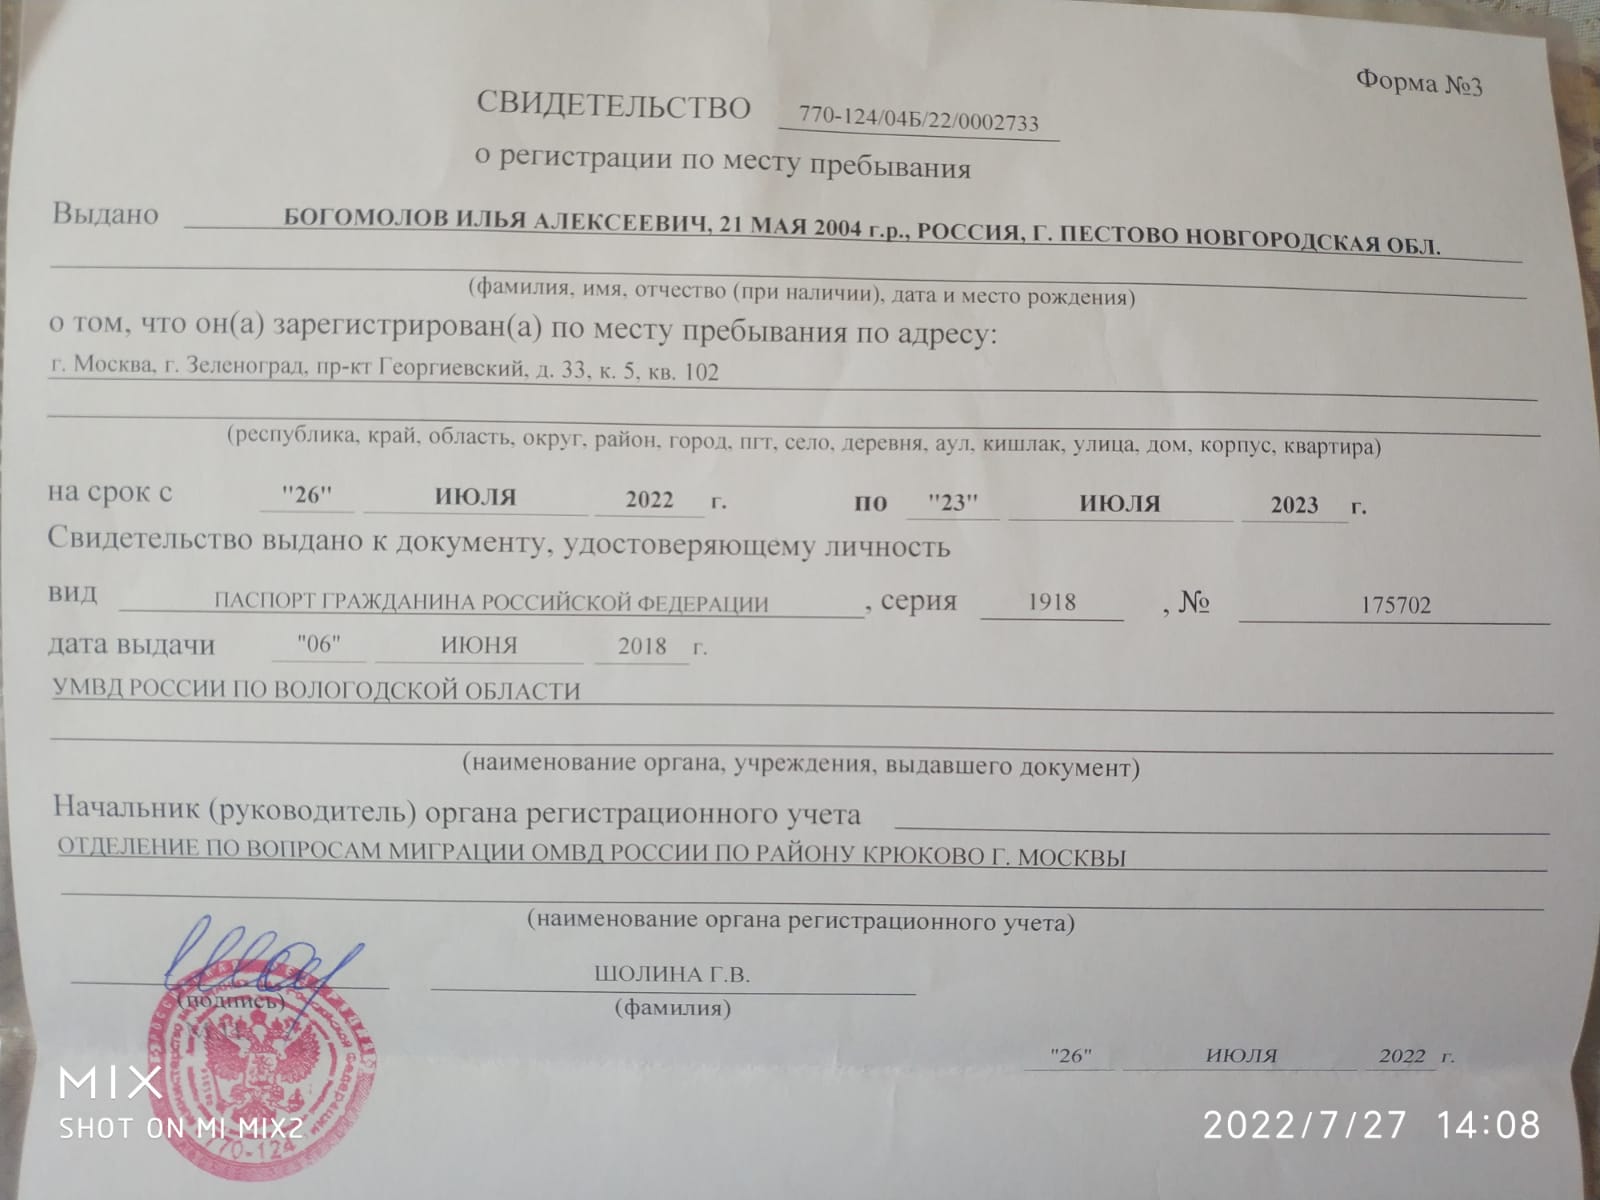 Форма №3
СВИДЕТЕЛЬСТВО 770-124/04Б/22/0002733
о регистрации по месту пребывания
Выдано БОГОМОЛОВ ИЛЬЯ АЛЕКСЕЕВИЧ, 21 МАЯ 2004 г.р., РОССИЯ, Г. ПЕСТОВО НОВГОРОДСКАЯ ОБЛ.
(фамилия, имя, отчество (при наличии), дата и место рождения)
о том, что он(а) зарегистрирован(а) по месту пребывания по адресу:
г. Москва, г. Зеленоград, пр-кт Георгиевский, д. 33, к. 5, кв. 102
(республика, край, область, округ, район, город, пгт, село, деревня, аул, кишлак, улица, дом, корпус, квартира)
на срок с "26" ИЮЛЯ 2022 г. по "23" ИЮЛЯ 2023 г.
Свидетельство выдано к документу, удостоверяющему личность
вид ПАСПОРТ ГРАЖДАНИНА РОССИЙСКОЙ ФЕДЕРАЦИИ , серия 1918 , № 175702
дата выдачи "06" ИЮНЯ 2018 г.
УМВД РОССИИ ПО ВОЛОГОДСКОЙ ОБЛАСТИ
(наименование органа, учреждения, выдавшего документ)
Начальник (руководитель) органа регистрационного учета
ОТДЕЛЕНИЕ ПО ВОПРОСАМ МИГРАЦИИ ОМВД РОССИИ ПО РАЙОНУ КРЮКОВО Г. МОСКВЫ
(наименование органа регистрационного учета)
ШОЛИНА Г.В.
(подпись) (фамилия)
"26" ИЮЛЯ 2022 г.
770-124
MIX
SHOT ON MI MIX2
2022/7/27 14:08